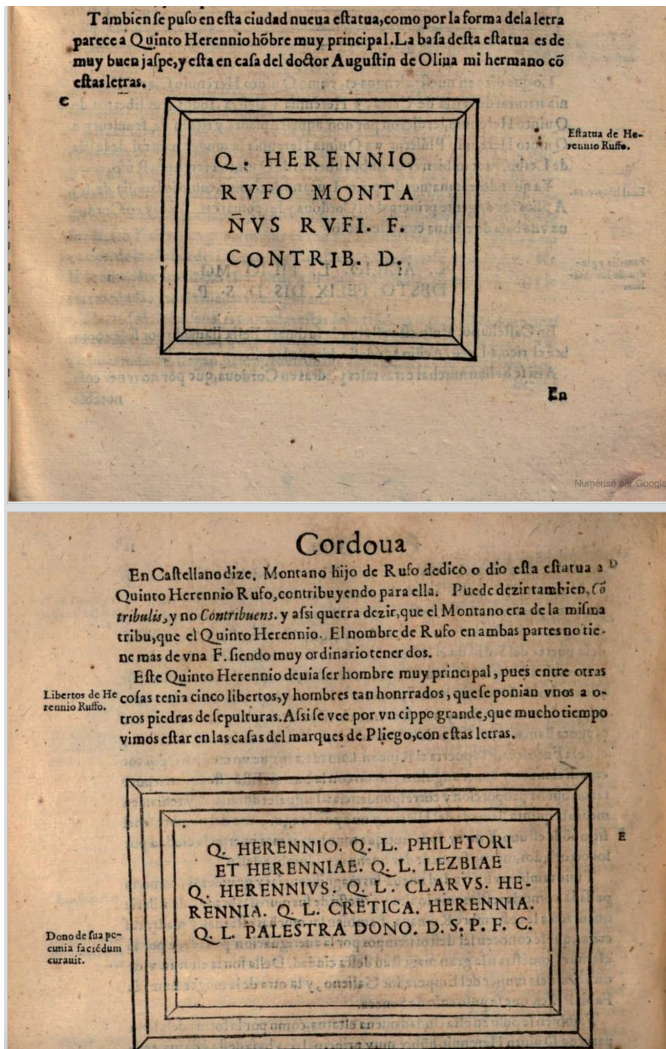 Tambien se puso en esta ciudad nueua estatua, como por la forma dela letra
parece a Quinto Herennio hõbre muy principal. La basa desta estatua es de
muy buen jaspe, y esta en casa del doctor Augustin de Oliua mi hermano cõ
estas letras.
C
Estatua de He-
rennio Ruffo.
Q. HERENNIO
RVFO MONTA
ÑVS RVFI. F.
CONTRIB. D.
En
Numérisé par Google
Cordoua
En Castellano dize. Montano hijo de Rufo dedico o dio esta estatua a
D
Quinto Herennio Rufo, contribuyendo para ella. Puede dezir tambien, Cõ
tribulis, y no Contribuens. y assi querra dezir, que el Montano era de la misma
tribu, que el Quinto Herennio. El nombre de Rufo en ambas partes no tie-
ne mas de vna F. siendo muy ordinario tener dos.
Este Quinto Herennio deuia ser hombre muy principal, pues entre otras
Libertos de He
rennio Ruffo.
cosas tenia cinco libertos, y hombres tan honrrados, que se ponian vnos a o-
tros piedras de sepulturas. Assi se vee por vn cippo grande, que mucho tiempo
vimos estar en las casas del marques de Pliego, con estas letras.
E
Q. HERENNIO. Q. L. PHILETORI
ET HERENNIAE. Q. L. LEZBIAE
Q. HERENNIVS. Q. L. CLARVS. HE-
RENNIA. Q. L. CRETICA. HERENNIA.
Q. L. PALESTRA DONO. D. S. P. F. C.
Dono de sua pe-
cunia faciẽdum
curauit.